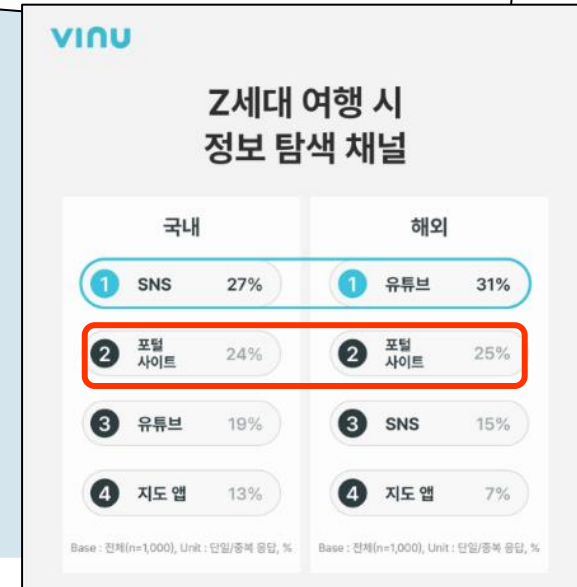 VINU
Z세대 여행 시
정보 탐색 채널
국내
1 SNS 27%
2 포털 사이트 24%
3 유튜브 19%
4 지도 앱 13%
Base : 전체(n=1,000), Unit : 단일/중복 응답, %
해외
1 유튜브 31%
2 포털 사이트 25%
3 SNS 15%
4 지도 앱 7%
Base : 전체(n=1,000), Unit : 단일/중복 응답, %